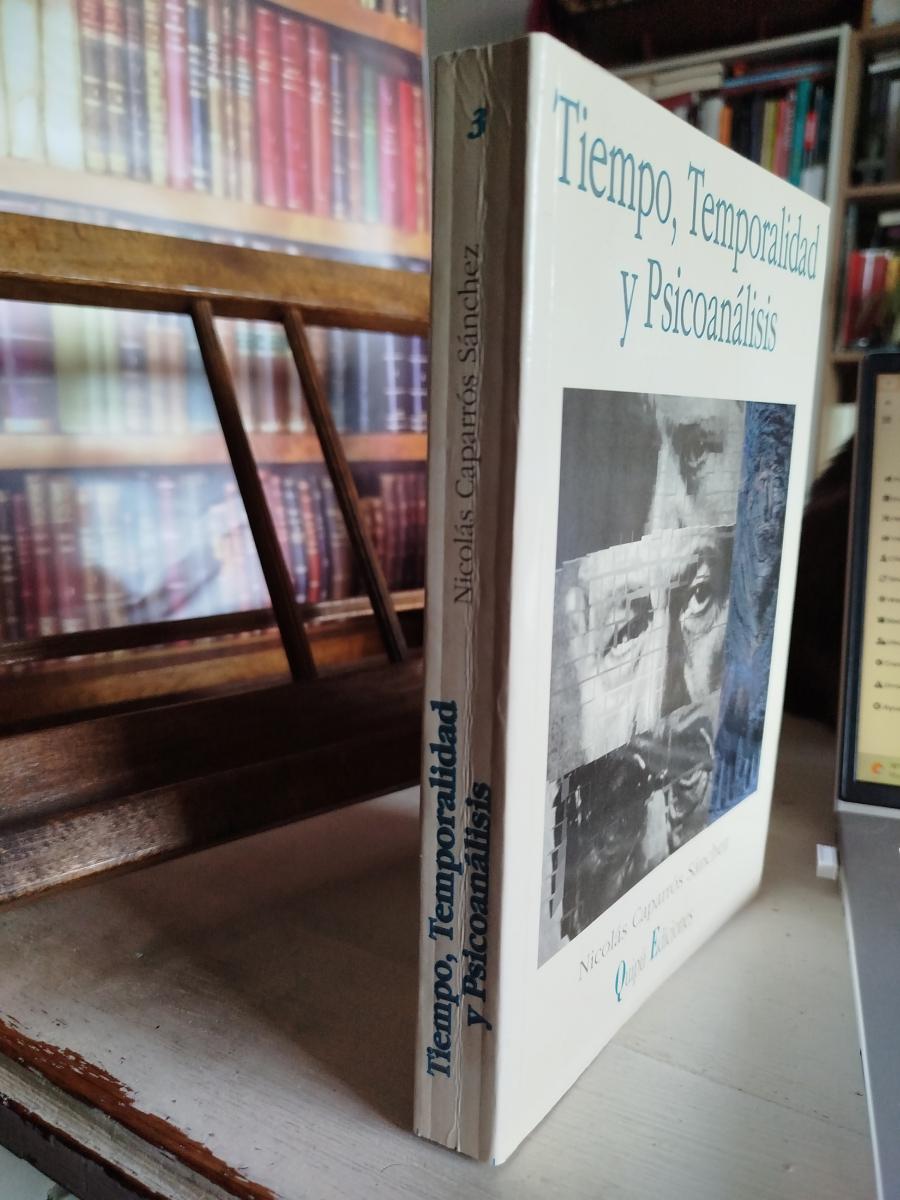 3
Nicolás Caparrós Sánchez
Tiempo, Temporalidad
y Psicoanálisis
Tiempo, Temporalidad
y Psicoanálisis
Nicolás Caparrós Sánchez
Quipú Ediciones